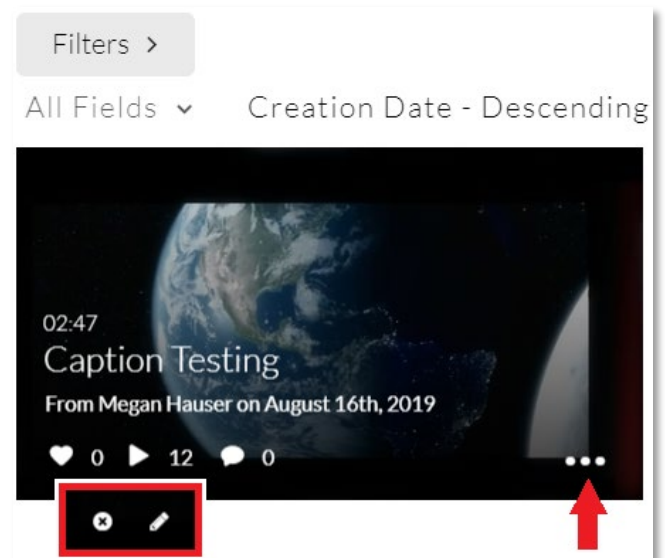 Filters >
All Fields Creation Date - Descending
02:47
Caption Testing
From Megan Hauser on August 16th, 2019
0 12 0